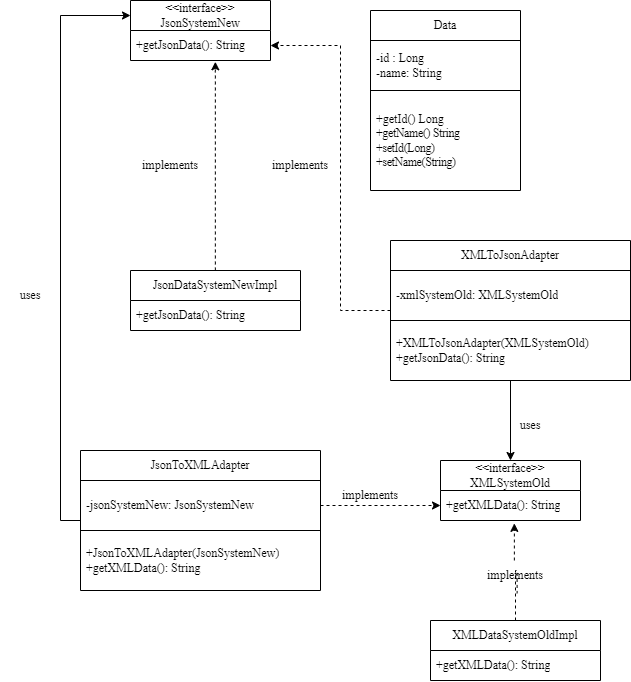 <<interface>>
JsonSystemNew
+getJsonData(): String
Data
-id : Long
-name: String
+getId() Long
+getName() String
+setId(Long)
+setName(String)
implements
implements
XMLToJsonAdapter
-xmlSystemOld: XMLSystemOld
+XMLToJsonAdapter(XMLSystemOld)
+getJsonData(): String
JsonDataSystemNewImpl
+getJsonData(): String
uses
uses
JsonToXMLAdapter
-jsonSystemNew: JsonSystemNew
+JsonToXMLAdapter(JsonSystemNew)
+getXMLData(): String
implements
<<interface>>
XMLSystemOld
+getXMLData(): String
implements
XMLDataSystemOldImpl
+getXMLData(): String